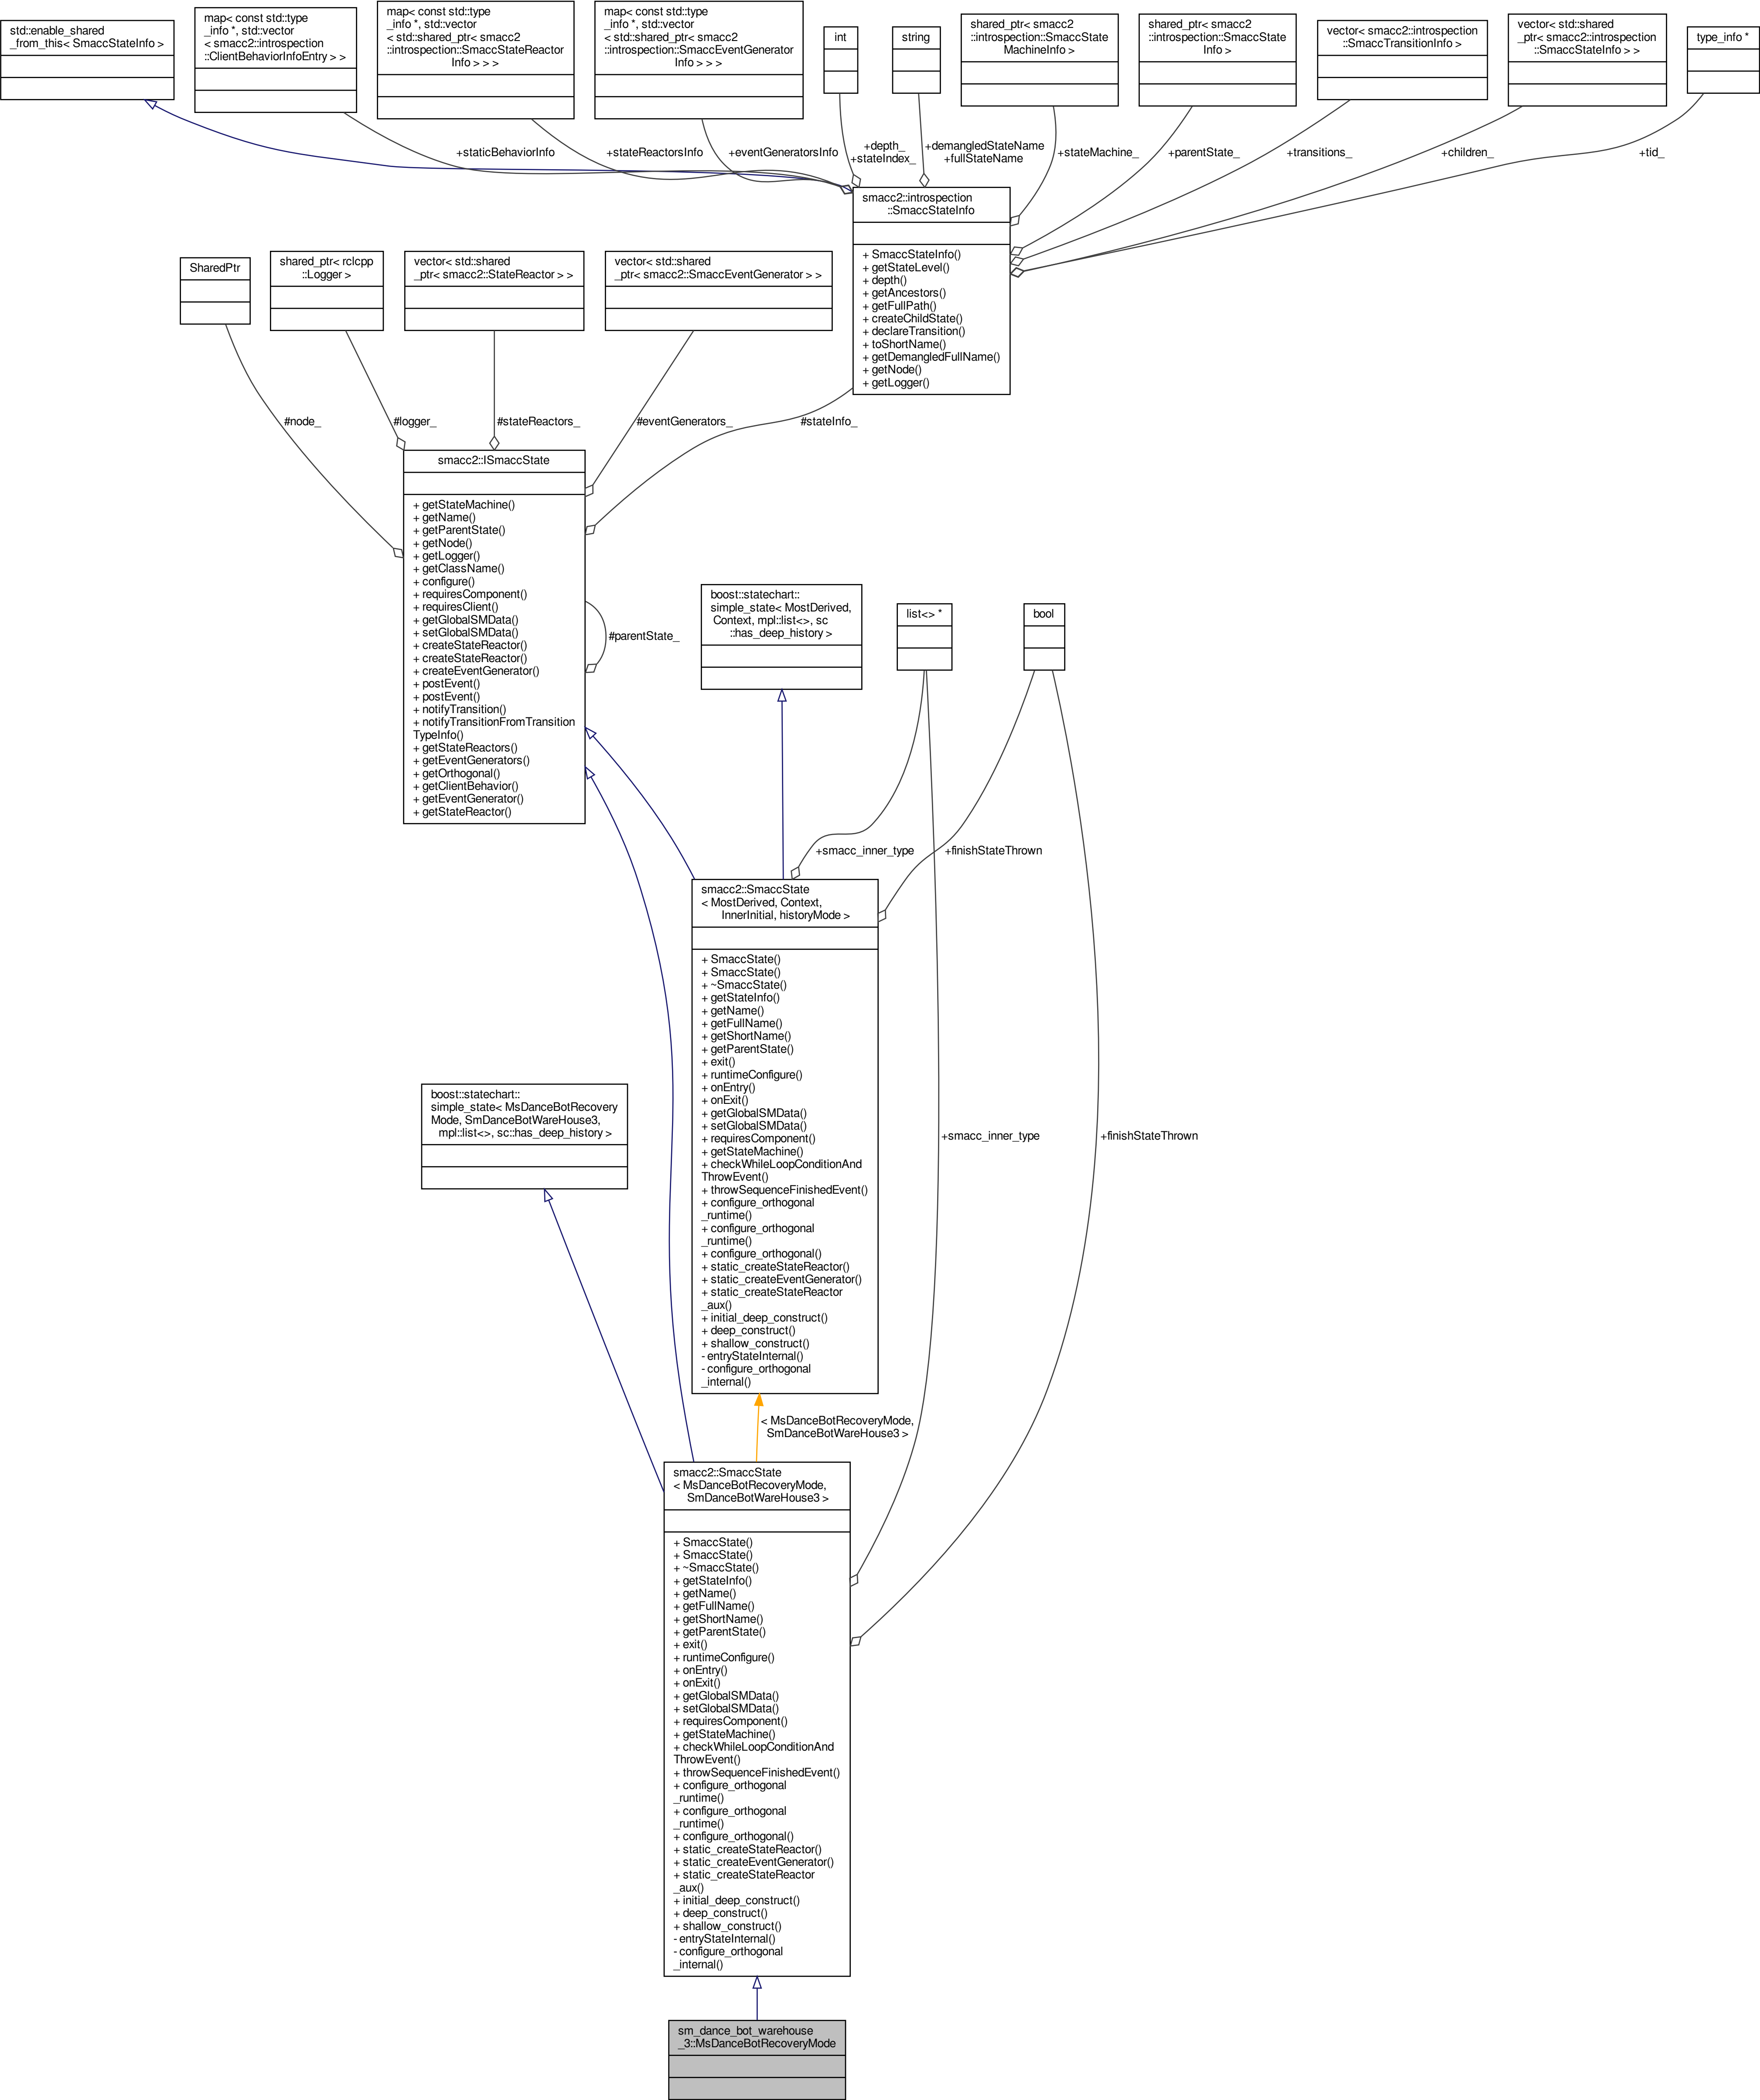 std::enable_shared
_from_this< SmaccStateInfo >
map< const std::type
_info *, std::vector
< smacc2::introspection
::ClientBehaviorInfoEntry > >
map< const std::type
_info *, std::vector
< std::shared_ptr< smacc2
::introspection::SmaccStateReactor
Info > > >
map< const std::type
_info *, std::vector
< std::shared_ptr< smacc2
::introspection::SmaccEventGenerator
Info > > >
int
string
shared_ptr< smacc2
::introspection::SmaccState
MachineInfo >
shared_ptr< smacc2
::introspection::SmaccState
Info >
vector< smacc2::introspection
::SmaccTransitionInfo >
vector< std::shared
_ptr< smacc2::introspection
::SmaccStateInfo > >
type_info *
+staticBehaviorInfo
+stateReactorsInfo
+eventGeneratorsInfo
+depth_
+stateIndex_
+demangledStateName
+fullStateName
+stateMachine_
+parentState_
+transitions_
+children_
+tid_
smacc2::introspection
::SmaccStateInfo
+ SmaccStateInfo()
+ getStateLevel()
+ depth()
+ getAncestors()
+ getFullPath()
+ createChildState()
+ declareTransition()
+ toShortName()
+ getDemangledFullName()
+ getNode()
+ getLogger()
SharedPtr
shared_ptr< rclcpp
::Logger >
vector< std::shared
_ptr< smacc2::StateReactor > >
vector< std::shared
_ptr< smacc2::SmaccEventGenerator > >
#node_
#logger_
#stateReactors_
#eventGenerators_
#stateInfo_
smacc2::ISmaccState
+ getStateMachine()
+ getName()
+ getParentState()
+ getNode()
+ getLogger()
+ getClassName()
+ configure()
+ requiresComponent()
+ requiresClient()
+ getGlobalSMData()
+ setGlobalSMData()
+ createStateReactor()
+ createStateReactor()
+ createEventGenerator()
+ postEvent()
+ postEvent()
+ notifyTransition()
+ notifyTransitionFromTransition
TypeInfo()
+ getStateReactors()
+ getEventGenerators()
+ getOrthogonal()
+ getClientBehavior()
+ getEventGenerator()
+ getStateReactor()
#parentState_
boost::statechart::
simple_state< MostDerived,
Context, mpl::list<>, sc
::has_deep_history >
list<> *
bool
+smacc_inner_type
+finishStateThrown
smacc2::SmaccState
< MostDerived, Context,
InnerInitial, historyMode >
+ SmaccState()
+ SmaccState()
+ ~SmaccState()
+ getStateInfo()
+ getName()
+ getFullName()
+ getShortName()
+ getParentState()
+ exit()
+ runtimeConfigure()
+ onEntry()
+ onExit()
+ getGlobalSMData()
+ setGlobalSMData()
+ requiresComponent()
+ getStateMachine()
+ checkWhileLoopConditionAnd
ThrowEvent()
+ throwSequenceFinishedEvent()
+ configure_orthogonal
_runtime()
+ configure_orthogonal
_runtime()
+ configure_orthogonal()
+ static_createStateReactor()
+ static_createEventGenerator()
+ static_createStateReactor
_aux()
+ initial_deep_construct()
+ deep_construct()
+ shallow_construct()
- entryStateInternal()
- configure_orthogonal
_internal()
boost::statechart::
simple_state< MsDanceBotRecovery
Mode, SmDanceBotWareHouse3,
mpl::list<>, sc::has_deep_history >
+smacc_inner_type
+finishStateThrown
< MsDanceBotRecoveryMode,
SmDanceBotWareHouse3 >
smacc2::SmaccState
< MsDanceBotRecoveryMode,
SmDanceBotWareHouse3 >
+ SmaccState()
+ SmaccState()
+ ~SmaccState()
+ getStateInfo()
+ getName()
+ getFullName()
+ getShortName()
+ getParentState()
+ exit()
+ runtimeConfigure()
+ onEntry()
+ onExit()
+ getGlobalSMData()
+ setGlobalSMData()
+ requiresComponent()
+ getStateMachine()
+ checkWhileLoopConditionAnd
ThrowEvent()
+ throwSequenceFinishedEvent()
+ configure_orthogonal
_runtime()
+ configure_orthogonal
_runtime()
+ configure_orthogonal()
+ static_createStateReactor()
+ static_createEventGenerator()
+ static_createStateReactor
_aux()
+ initial_deep_construct()
+ deep_construct()
+ shallow_construct()
- entryStateInternal()
- configure_orthogonal
_internal()
sm_dance_bot_warehouse
_3::MsDanceBotRecoveryMode